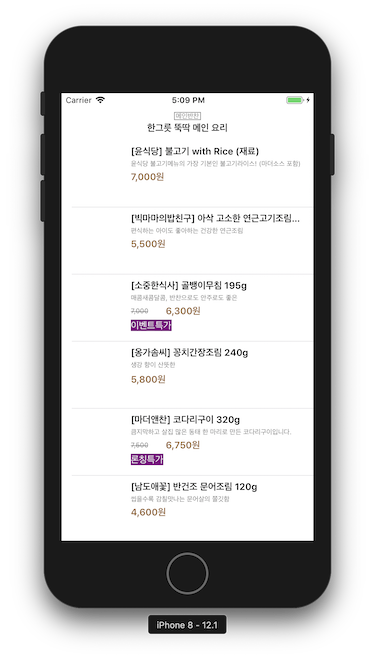 Carrier
5:09 PM
메인반찬
한그릇 뚝딱 메인 요리
[윤식당] 불고기 with Rice (재료)
윤식당 불고기메뉴의 가장 기본인 불고기라이스! (마더소스 포함)
7,000원
[빅마마의밥친구] 아삭 고소한 연근고기조림...
편식하는 아이도 좋아하는 건강한 연근조림
5,500원
[소중한식사] 골뱅이무침 195g
매콤새콤달콤, 반찬으로도 안주로도 좋은
7,000 6,300원
이벤트특가
[옹가솜씨] 꽁치간장조림 240g
생강 향이 산뜻한
5,800원
[마더앤찬] 코다리구이 320g
큼지막하고 살집 많은 동태 한 마리로 만든 코다리구이입니다.
7,500 6,750원
론칭특가
[남도애꽃] 반건조 문어조림 120g
씹을수록 감칠맛나는 문어살의 쫄깃함
4,600원
iPhone 8 - 12.1